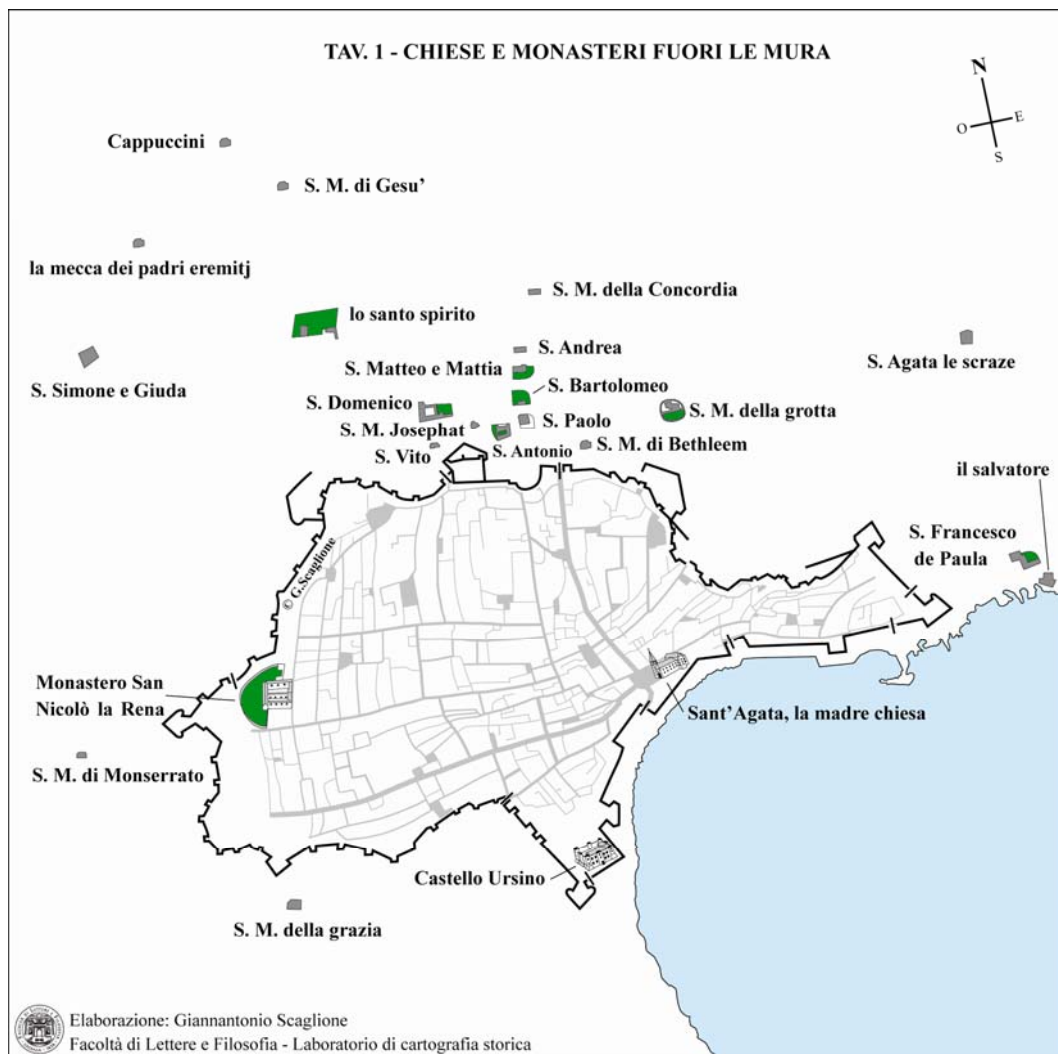 TAV. 1 - CHIESE E MONASTERI FUORI LE MURA
N
O
E
S
Cappuccini
S. M. di Gesu'
la mecca dei padri eremitj
S. M. della Concordia
lo santo spirito
S. Andrea
S. Agata le scraze
S. Matteo e Mattia
S. Simone e Giuda
S. Bartolomeo
S. Domenico
S. Paolo
S. M. della grotta
S. M. Josephat
S. Vito
S. Antonio
S. M. di Bethleem
il salvatore
S. Francesco
de Paula
© G.Scaglione
Monastero San
Nicolò la Rena
Sant'Agata, la madre chiesa
S. M. di Monserrato
Castello Ursino
S. M. della grazia
Elaborazione: Giannantonio Scaglione
Facoltà di Lettere e Filosofia - Laboratorio di cartografia storica